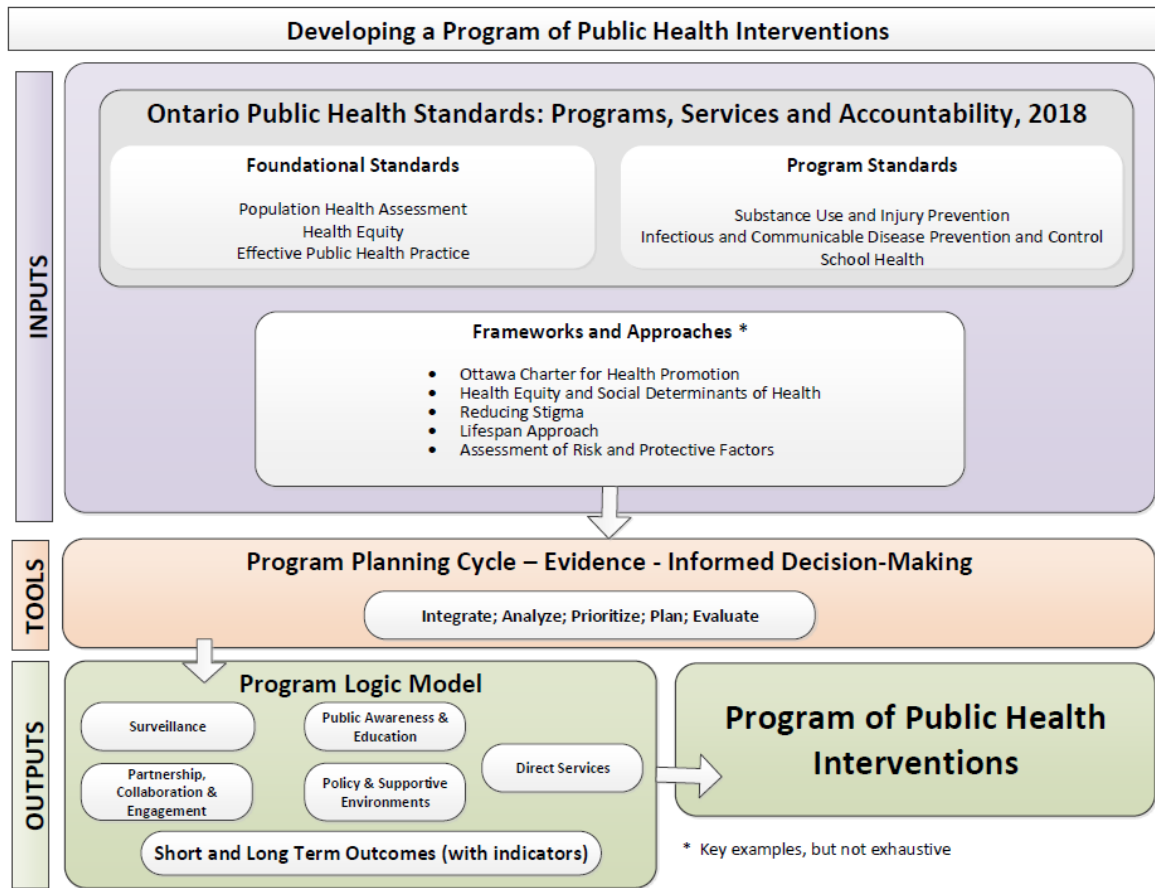 Developing a Program of Public Health Interventions
INPUTS
Ontario Public Health Standards: Programs, Services and Accountability, 2018
Foundational Standards
Population Health Assessment
Health Equity
Effective Public Health Practice
Program Standards
Substance Use and Injury Prevention
Infectious and Communicable Disease Prevention and Control
School Health
Frameworks and Approaches *
• Ottawa Charter for Health Promotion
• Health Equity and Social Determinants of Health
• Reducing Stigma
• Lifespan Approach
• Assessment of Risk and Protective Factors
TOOLS
Program Planning Cycle – Evidence - Informed Decision-Making
Integrate; Analyze; Prioritize; Plan; Evaluate
OUTPUTS
Program Logic Model
Surveillance
Public Awareness &
Education
Partnership,
Collaboration &
Engagement
Policy & Supportive
Environments
Direct Services
Short and Long Term Outcomes (with indicators)
Program of Public Health
Interventions
* Key examples, but not exhaustive